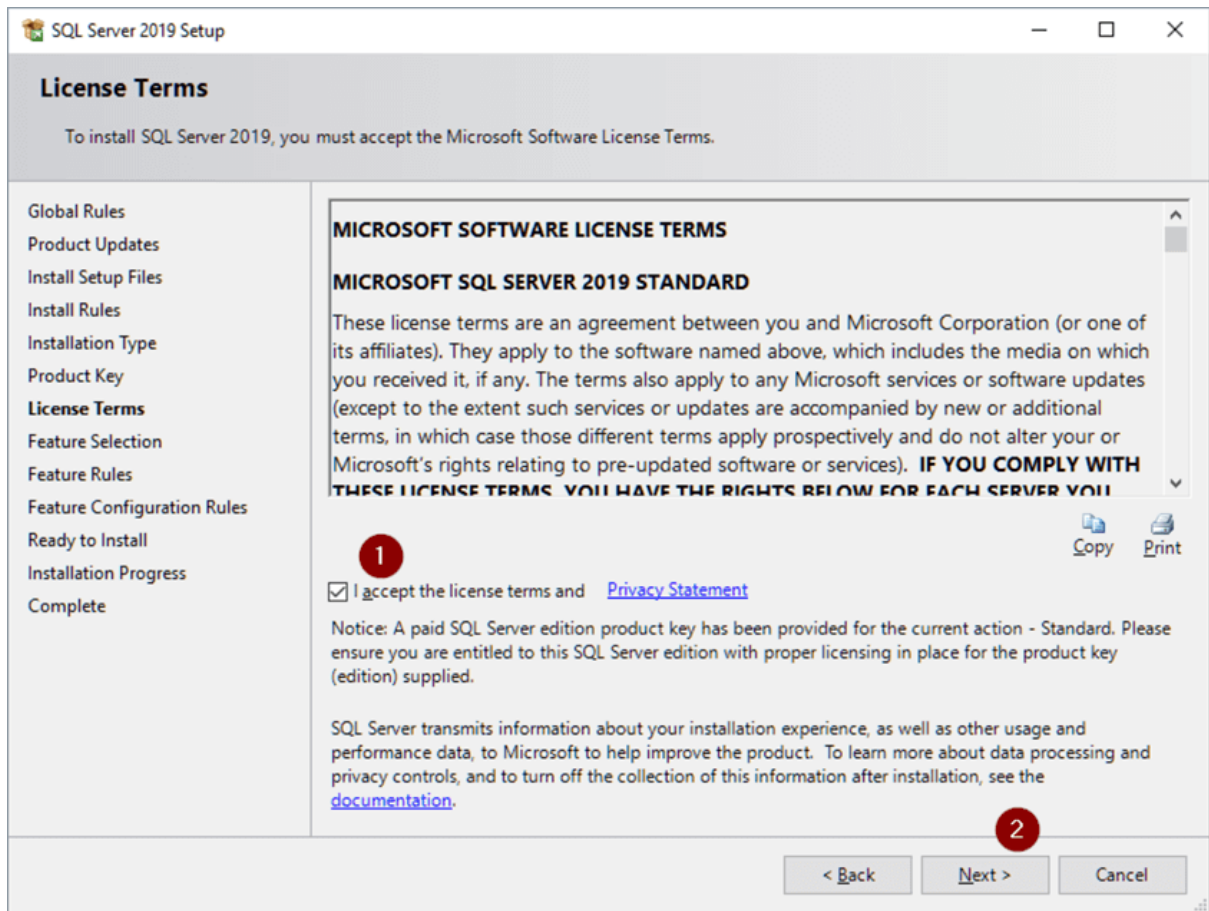 SQL Server 2019 Setup
License Terms
To install SQL Server 2019, you must accept the Microsoft Software License Terms.
Global Rules
Product Updates
Install Setup Files
Install Rules
Installation Type
Product Key
License Terms
Feature Selection
Feature Rules
Feature Configuration Rules
Ready to Install
Installation Progress
Complete
MICROSOFT SOFTWARE LICENSE TERMS
MICROSOFT SQL SERVER 2019 STANDARD
These license terms are an agreement between you and Microsoft Corporation (or one of
its affiliates). They apply to the software named above, which includes the media on which
you received it, if any. The terms also apply to any Microsoft services or software updates
(except to the extent such services or updates are accompanied by new or additional
terms, in which case those different terms apply prospectively and do not alter your or
Microsoft's rights relating to pre-updated software or services). IF YOU COMPLY WITH
THESE LICENSE TERMS, YOU HAVE THE RIGHTS BELOW FOR EACH SERVER YOU
Copy Print
1
I accept the license terms and Privacy Statement
Notice: A paid SQL Server edition product key has been provided for the current action - Standard. Please
ensure you are entitled to this SQL Server edition with proper licensing in place for the product key
(edition) supplied.
SQL Server transmits information about your installation experience, as well as other usage and
performance data, to Microsoft to help improve the product. To learn more about data processing and
privacy controls, and to turn off the collection of this information after installation, see the
documentation.
2
< Back Next > Cancel